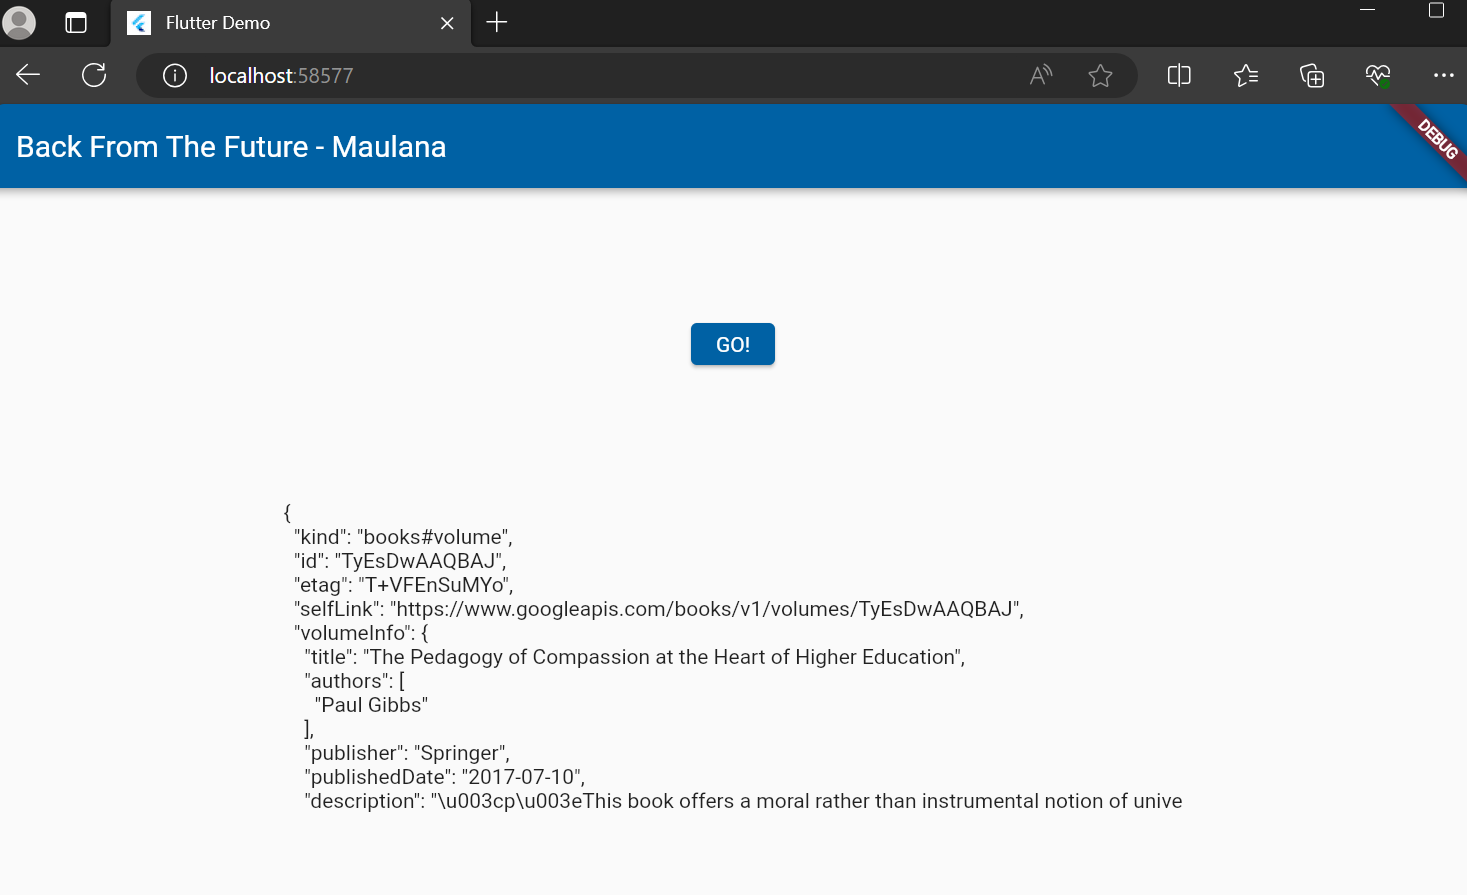 Flutter Demo
localhost:58577
Back From The Future - Maulana
DEBUG
GO!
{
"kind": "books#volume",
"id": "TyEsDwAAQBAJ",
"etag": "T+VFEnSuMYo",
"selfLink": "https://www.googleapis.com/books/v1/volumes/TyEsDwAAQBAJ",
"volumeInfo": {
"title": "The Pedagogy of Compassion at the Heart of Higher Education",
"authors": [
"Paul Gibbs"
],
"publisher": "Springer",
"publishedDate": "2017-07-10",
"description": "\u003cp\u003eThis book offers a moral rather than instrumental notion of unive